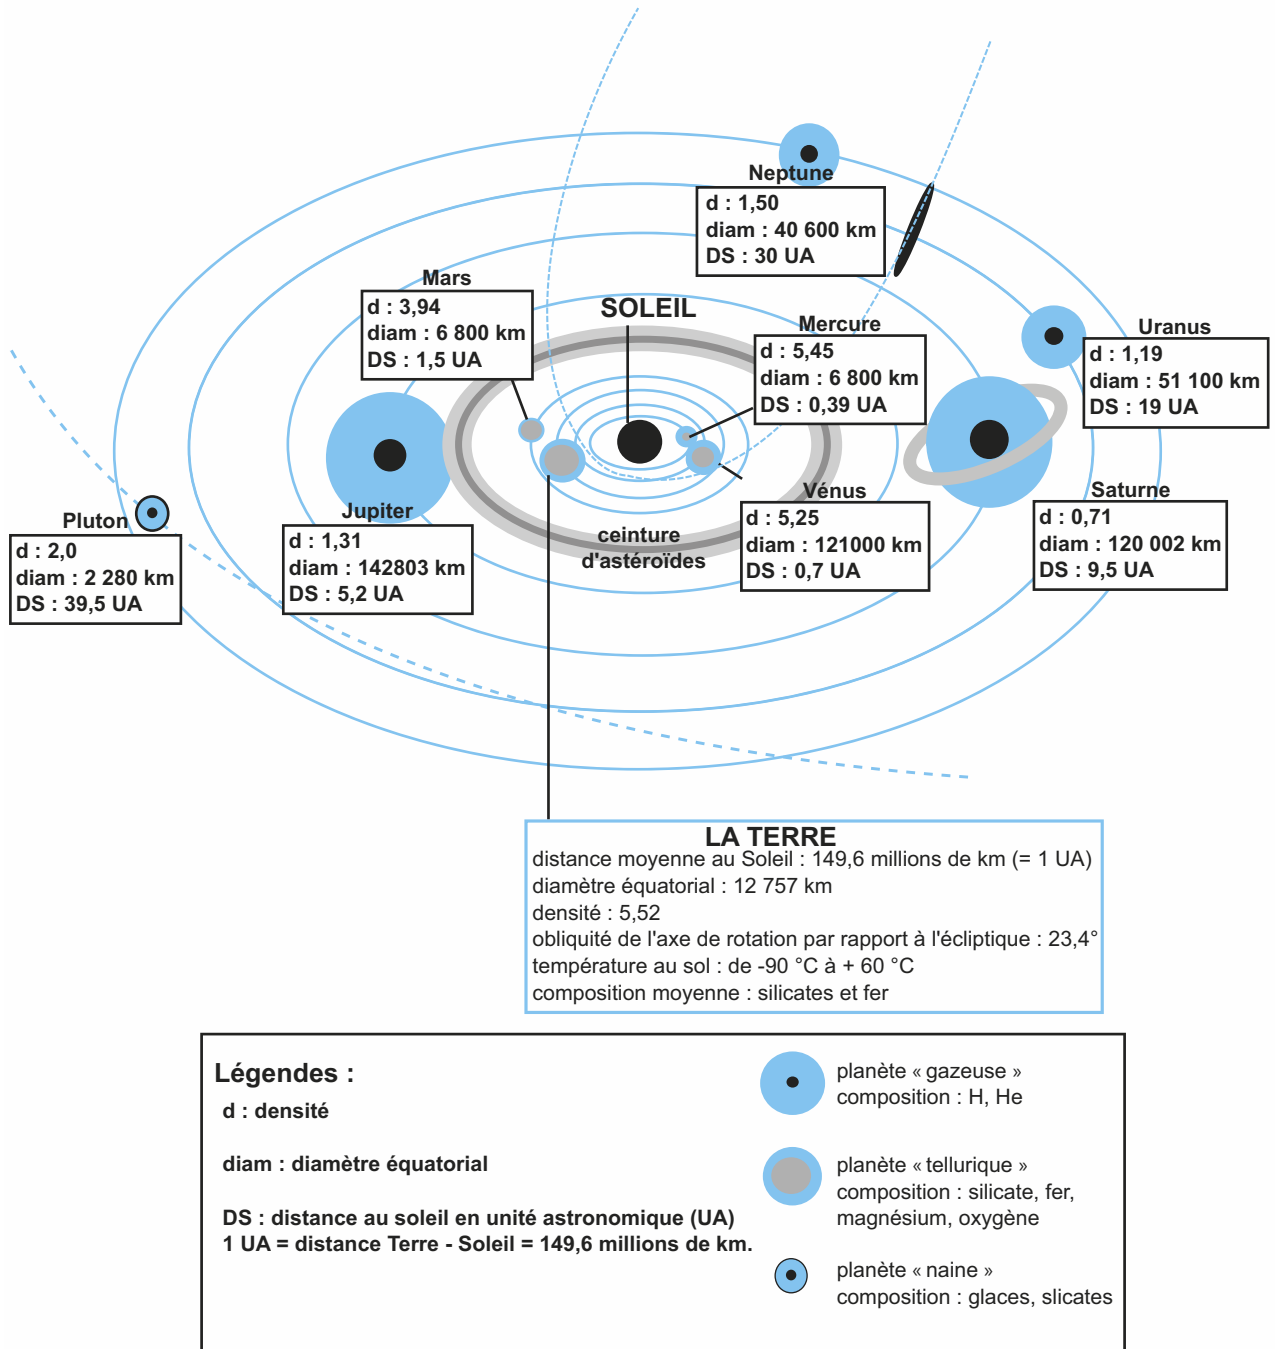 Neptune
d : 1,50
diam : 40 600 km
DS : 30 UA
Mars
d : 3,94
diam : 6 800 km
DS : 1,5 UA
SOLEIL
Mercure
d : 5,45
diam : 6 800 km
DS : 0,39 UA
Uranus
d : 1,19
diam : 51 100 km
DS : 19 UA
Pluton
d : 2,0
diam : 2 280 km
DS : 39,5 UA
Jupiter
d : 1,31
diam : 142803 km
DS : 5,2 UA
ceinture
d'astéroïdes
Vénus
d : 5,25
diam : 121000 km
DS : 0,7 UA
Saturne
d : 0,71
diam : 120 002 km
DS : 9,5 UA
LA TERRE
distance moyenne au Soleil : 149,6 millions de km (= 1 UA)
diamètre équatorial : 12 757 km
densité : 5,52
obliquité de l'axe de rotation par rapport à l'écliptique : 23,4°
température au sol : de -90 °C à + 60 °C
composition moyenne : silicates et fer
Légendes :
d : densité
diam : diamètre équatorial
DS : distance au soleil en unité astronomique (UA)
1 UA = distance Terre - Soleil = 149,6 millions de km.
planète « gazeuse »
composition : H, He
planète « tellurique »
composition : silicate, fer,
magnésium, oxygène
planète « naine »
composition : glaces, slicates